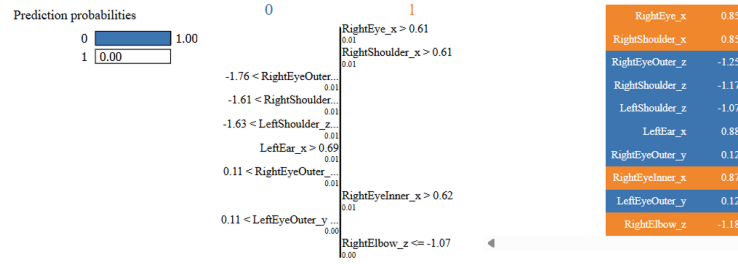 Prediction probabilities
0 1.00
1 0.00
0 1
RightEye_x > 0.61
0.01
RightShoulder_x > 0.61
0.01
-1.76 < RightEyeOuter...
0.01
-1.61 < RightShoulder...
0.01
-1.63 < LeftShoulder_z...
0.01
LeftEar_x > 0.69
0.01
0.11 < RightEyeOuter_...
0.01
RightEyeInner_x > 0.62
0.01
0.11 < LeftEyeOuter_y ...
0.00
RightElbow_z <= -1.07
0.00
RightEye_x 0.85
RightShoulder_x 0.85
RightEyeOuter_z -1.25
RightShoulder_z -1.17
LeftShoulder_z -1.07
LeftEar_x 0.88
RightEyeOuter_y 0.12
RightEyeInner_x 0.87
LeftEyeOuter_y 0.12
RightElbow_z -1.18